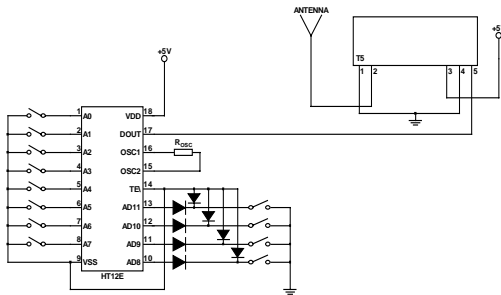 ANTENNA
+5V
T5
1 2 3 4 5
+5V
1 A0 VDD 18
2 A1 DOUT 17
3 A2 OSC1 16 ROSC
4 A3 OSC2 15
5 A4 TE\ 14
6 A5 AD11 13
7 A6 AD10 12
8 A7 AD9 11
9 VSS AD8 10
HT12E